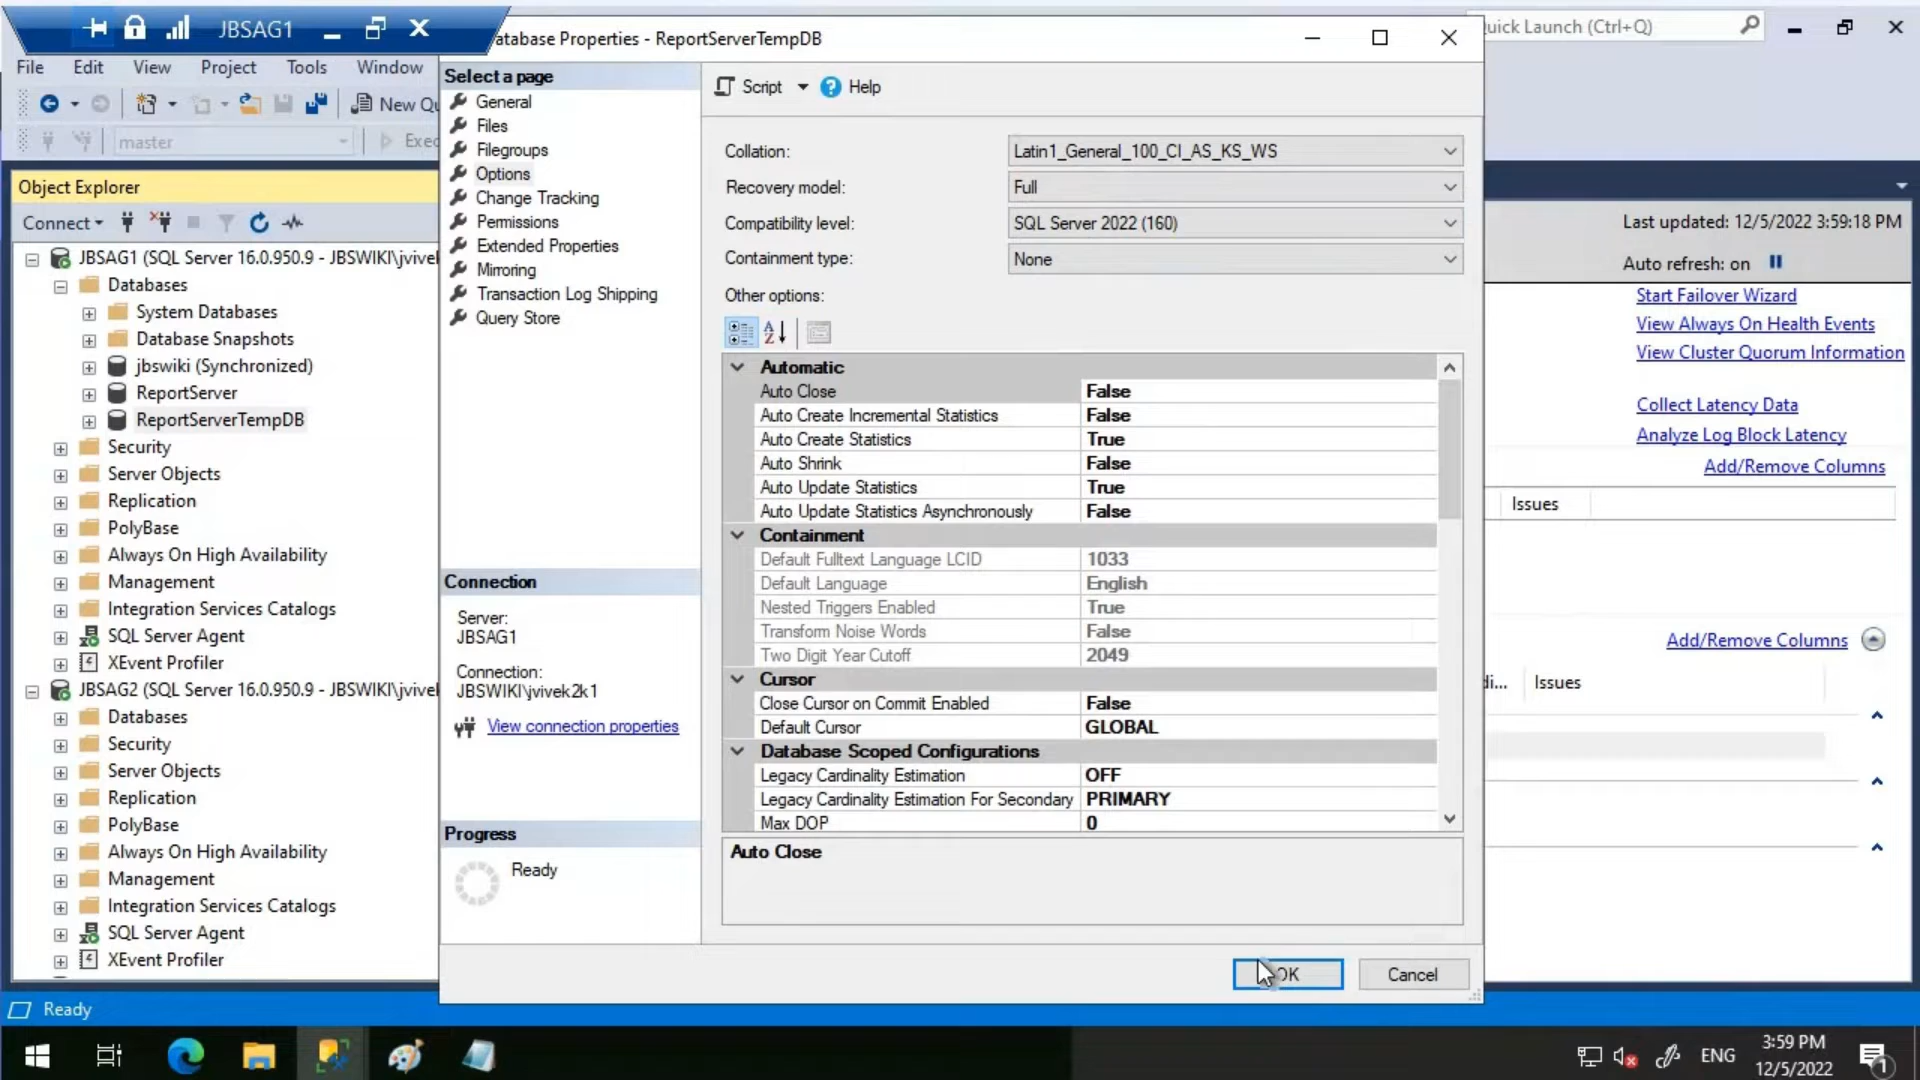 JBSAG1
atabase Properties - ReportServerTempDB
uick Launch (Ctrl+Q)
File Edit View Project Tools Window
New Qu
master
Exec
Object Explorer
Connect
JBSAG1 (SQL Server 16.0.950.9 - JBSWIKI\jvivel
Databases
System Databases
Database Snapshots
jbswiki (Synchronized)
ReportServer
ReportServerTempDB
Security
Server Objects
Replication
PolyBase
Always On High Availability
Management
Integration Services Catalogs
SQL Server Agent
XEvent Profiler
JBSAG2 (SQL Server 16.0.950.9 - JBSWIKI\jvivel
Databases
Security
Server Objects
Replication
PolyBase
Always On High Availability
Management
Integration Services Catalogs
SQL Server Agent
XEvent Profiler
Select a page
General
Files
Filegroups
Options
Change Tracking
Permissions
Extended Properties
Mirroring
Transaction Log Shipping
Query Store
Connection
Server:
JBSAG1
Connection:
JBSWIKI\jvivek2k1
View connection properties
Progress
Ready
Script Help
Collation: Latin1_General_100_CI_AS_KS_WS
Recovery model: Full
Compatibility level: SQL Server 2022 (160)
Containment type: None
Other options:
Automatic
Auto Close False
Auto Create Incremental Statistics False
Auto Create Statistics True
Auto Shrink False
Auto Update Statistics True
Auto Update Statistics Asynchronously False
Containment
Default Fulltext Language LCID 1033
Default Language English
Nested Triggers Enabled True
Transform Noise Words False
Two Digit Year Cutoff 2049
Cursor
Close Cursor on Commit Enabled False
Default Cursor GLOBAL
Database Scoped Configurations
Legacy Cardinality Estimation OFF
Legacy Cardinality Estimation For Secondary PRIMARY
Max DOP 0
Auto Close
OK Cancel
Last updated: 12/5/2022 3:59:18 PM
Auto refresh: on
Start Failover Wizard
View Always On Health Events
View Cluster Quorum Information
Collect Latency Data
Analyze Log Block Latency
Add/Remove Columns
Issues
Add/Remove Columns
di... Issues
Ready
ENG
3:59 PM
12/5/2022
1